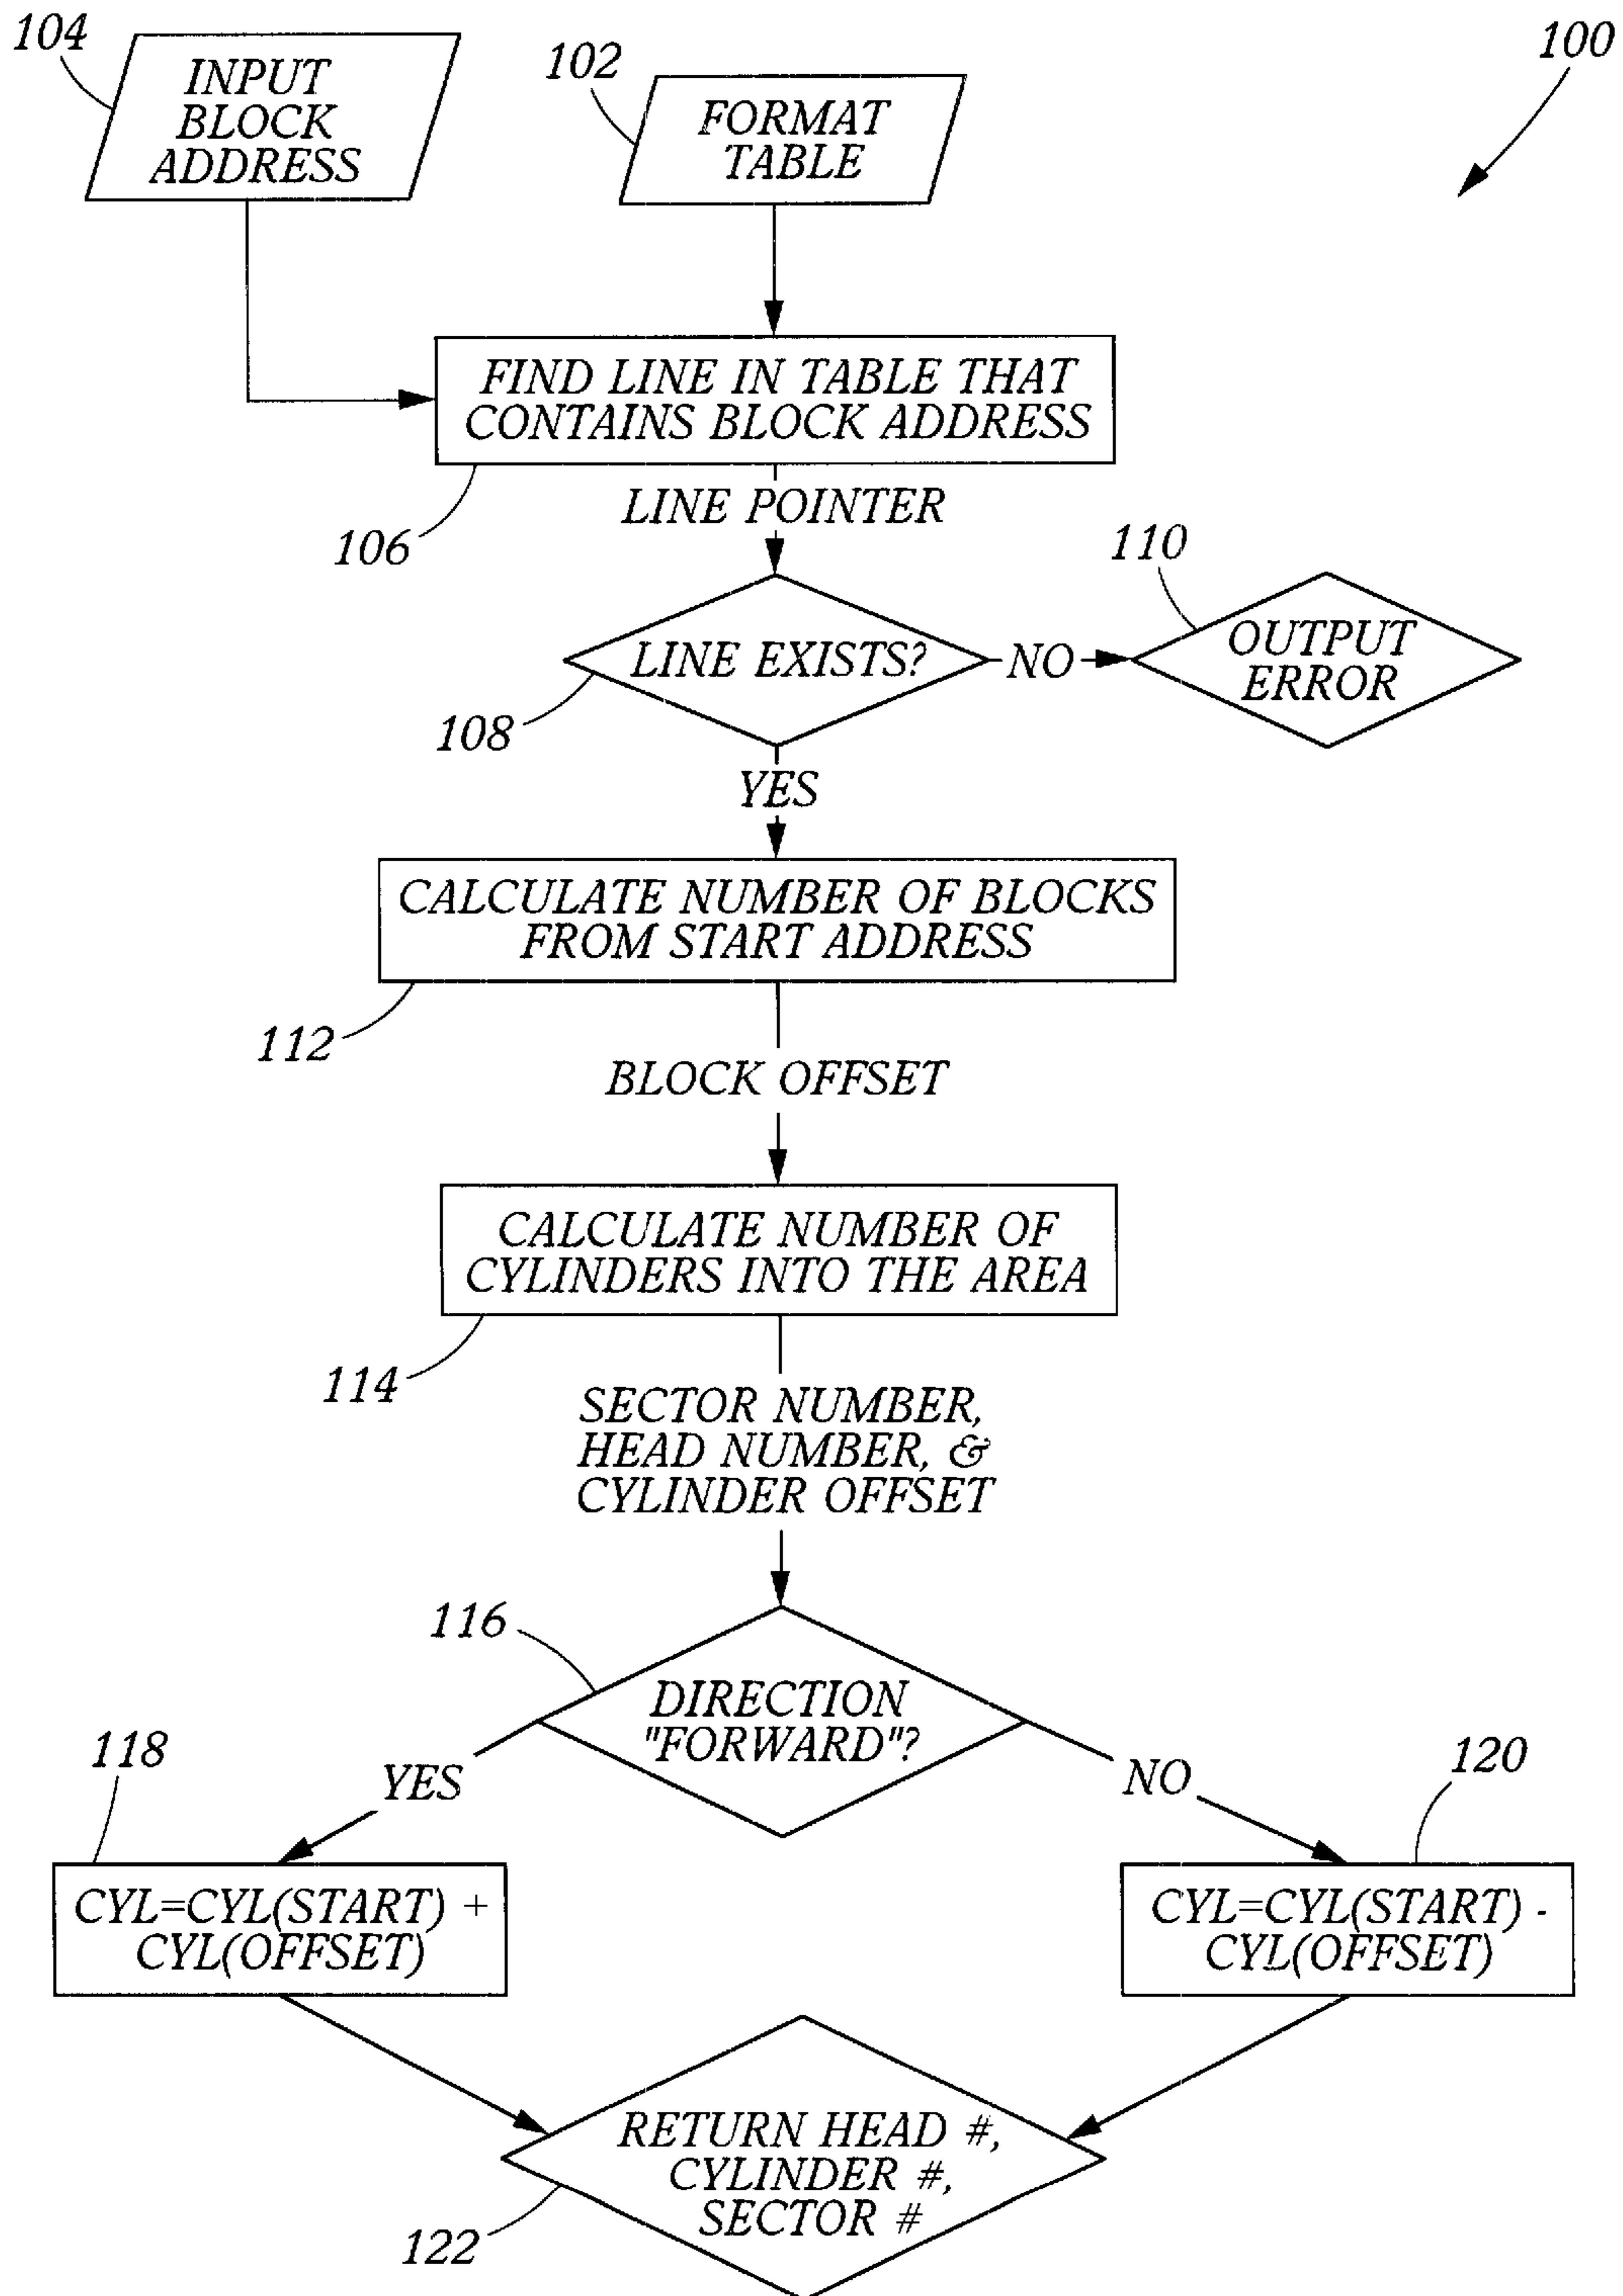 104
INPUT
BLOCK
ADDRESS
102
FORMAT
TABLE
100
FIND LINE IN TABLE THAT
CONTAINS BLOCK ADDRESS
106
LINE POINTER
110
LINE EXISTS?
NO
OUTPUT
ERROR
108
YES
CALCULATE NUMBER OF BLOCKS
FROM START ADDRESS
112
BLOCK OFFSET
CALCULATE NUMBER OF
CYLINDERS INTO THE AREA
114
SECTOR NUMBER,
HEAD NUMBER, &
CYLINDER OFFSET
116
DIRECTION
"FORWARD"?
118
YES
NO
120
CYL=CYL(START) +
CYL(OFFSET)
CYL=CYL(START) -
CYL(OFFSET)
RETURN HEAD #,
CYLINDER #,
SECTOR #
122